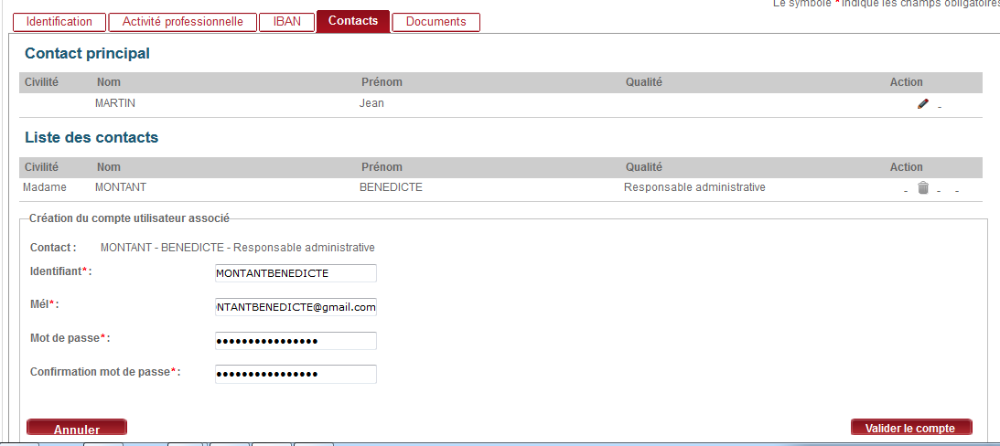 Le symbole * indique les champs obligatoires
Identification Activité professionnelle IBAN Contacts Documents
Contact principal
Civilité Nom Prénom Qualité Action
MARTIN Jean -
Liste des contacts
Civilité Nom Prénom Qualité Action
Madame MONTANT BENEDICTE Responsable administrative - - -
Création du compte utilisateur associé
Contact : MONTANT - BENEDICTE - Responsable administrative
Identifiant* : MONTANTBENEDICTE
Mél* : NTANTBENEDICTE@gmail.com
Mot de passe* : ••••••••••••••••
Confirmation mot de passe* : ••••••••••••••••
Annuler Valider le compte